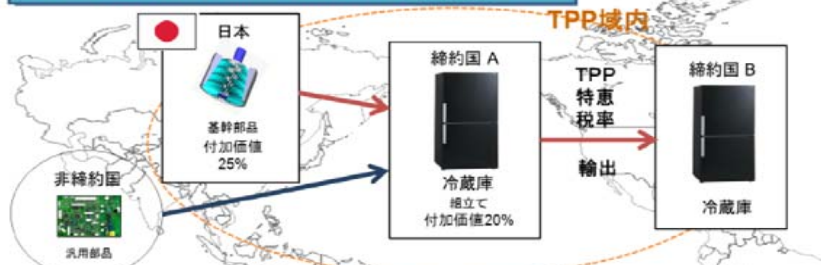 TPP域内
日本
基幹部品
付加価値
25%
非締約国
汎用部品
締約国 A
冷蔵庫
組立て
付加価値20%
TPP
特恵
税率
輸出
締約国 B
冷蔵庫